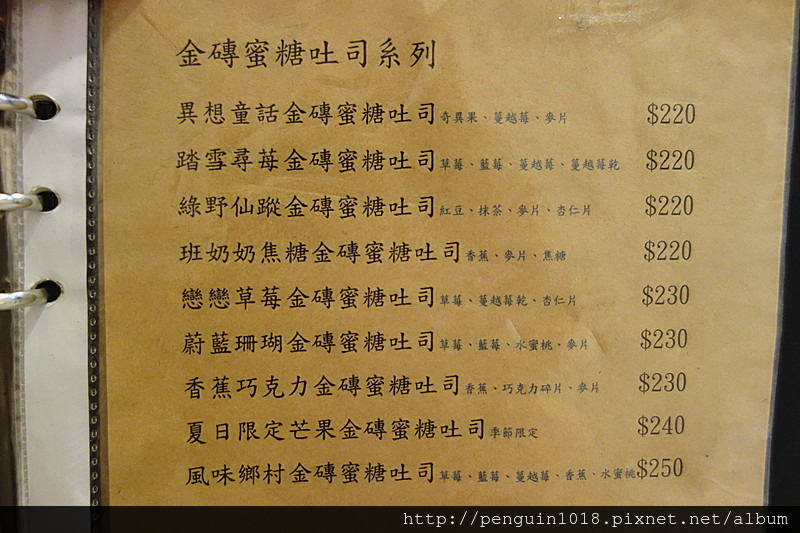 金磚蜜糖吐司系列
異想童話金磚蜜糖吐司奇異果、蔓越莓、麥片 $220
踏雪尋苺金磚蜜糖吐司草莓、藍莓、蔓越莓、蔓越莓乾 $220
綠野仙蹤金磚蜜糖吐司紅豆、抹茶、麥片、杏仁片 $220
班奶奶焦糖金磚蜜糖吐司香蕉、麥片、焦糖 $220
戀戀草莓金磚蜜糖吐司草莓、蔓越莓乾、杏仁片 $230
蔚藍珊瑚金磚蜜糖吐司草莓、藍莓、水蜜桃、麥片 $230
香蕉巧克力金磚蜜糖吐司香蕉、巧克力碎片、麥片 $230
夏日限定芒果金磚蜜糖吐司季節限定 $240
風味鄉村金磚蜜糖吐司草莓、藍莓、蔓越莓、香蕉、水蜜桃$250
http://penguin1018.pixnet.net/album